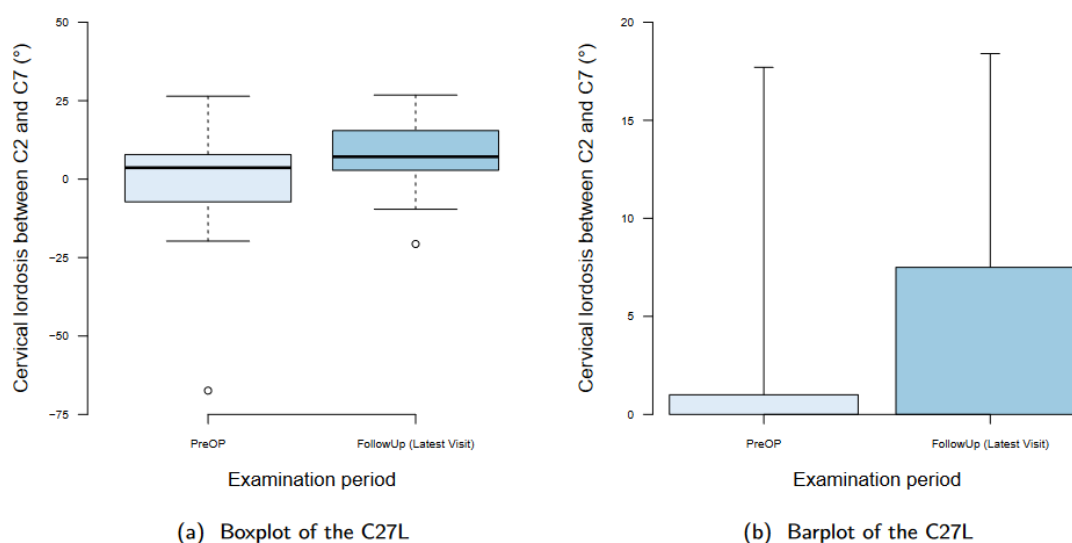 Cervical lordosis between C2 and C7 (°)
50
25
0
−25
−50
−75
PreOP
FollowUp (Latest Visit)
Examination period
(a) Boxplot of the C27L
Cervical lordosis between C2 and C7 (°)
20
15
10
5
0
PreOP
FollowUp (Latest Visit)
Examination period
(b) Barplot of the C27L